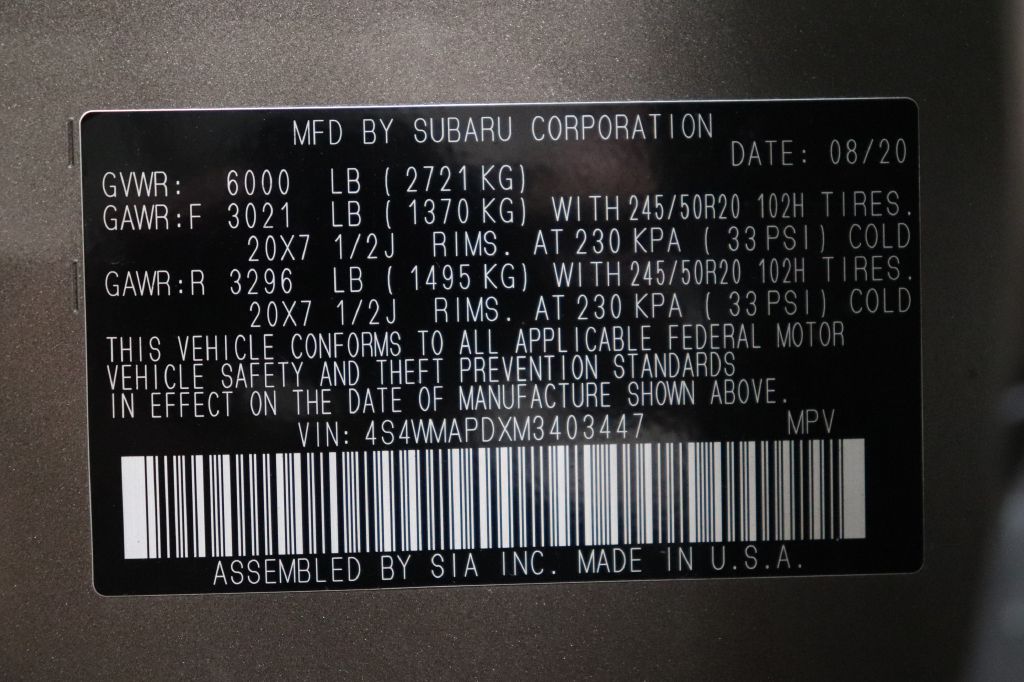 MFD BY SUBARU CORPORATION
DATE: 08/20
GVWR: 6000 LB ( 2721 KG)
GAWR:F 3021 LB ( 1370 KG) WITH 245/50R20 102H TIRES.
20X7 1/2J RIMS. AT 230 KPA ( 33 PSI) COLD
GAWR:R 3296 LB ( 1495 KG) WITH 245/50R20 102H TIRES.
20X7 1/2J RIMS. AT 230 KPA ( 33 PSI) COLD
THIS VEHICLE CONFORMS TO ALL APPLICABLE FEDERAL MOTOR
VEHICLE SAFETY AND THEFT PREVENTION STANDARDS
IN EFFECT ON THE DATE OF MANUFACTURE SHOWN ABOVE.
VIN: 4S4WMAPDXM3403447 MPV
ASSEMBLED BY SIA INC. MADE IN U.S.A.